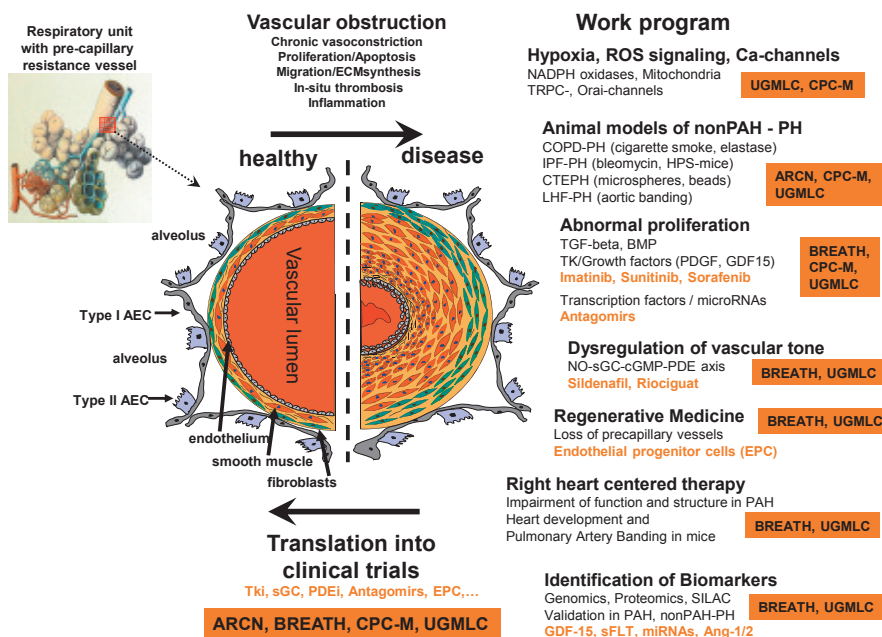 Respiratory unit
with pre-capillary
resistance vessel
Vascular obstruction
Chronic vasoconstriction
Proliferation/Apoptosis
Migration/ECMsynthesis
In-situ thrombosis
Inflammation
healthy
disease
alveolus
Type I AEC
alveolus
Type II AEC
Vascular lumen
endothelium
smooth muscle
fibroblasts
Translation into
clinical trials
Tki, sGC, PDEi, Antagomirs, EPC,...
ARCN, BREATH, CPC-M, UGMLC
Work program
Hypoxia, ROS signaling, Ca-channels
NADPH oxidases, Mitochondria
TRPC-, Orai-channels
UGMLC, CPC-M
Animal models of nonPAH - PH
COPD-PH (cigarette smoke, elastase)
IPF-PH (bleomycin, HPS-mice)
CTEPH (microspheres, beads)
LHF-PH (aortic banding)
ARCN, CPC-M,
UGMLC
Abnormal proliferation
TGF-beta, BMP
TK/Growth factors (PDGF, GDF15)
Imatinib, Sunitinib, Sorafenib
Transcription factors / microRNAs
Antagomirs
BREATH,
CPC-M,
UGMLC
Dysregulation of vascular tone
NO-sGC-cGMP-PDE axis
Sildenafil, Riociguat
BREATH, UGMLC
Regenerative Medicine
Loss of precapillary vessels
Endothelial progenitor cells (EPC)
BREATH, UGMLC
Right heart centered therapy
Impairment of function and structure in PAH
Heart development and
Pulmonary Artery Banding in mice
BREATH, UGMLC
Identification of Biomarkers
Genomics, Proteomics, SILAC
Validation in PAH, nonPAH-PH
GDF-15, sFLT, miRNAs, Ang-1/2
BREATH, UGMLC